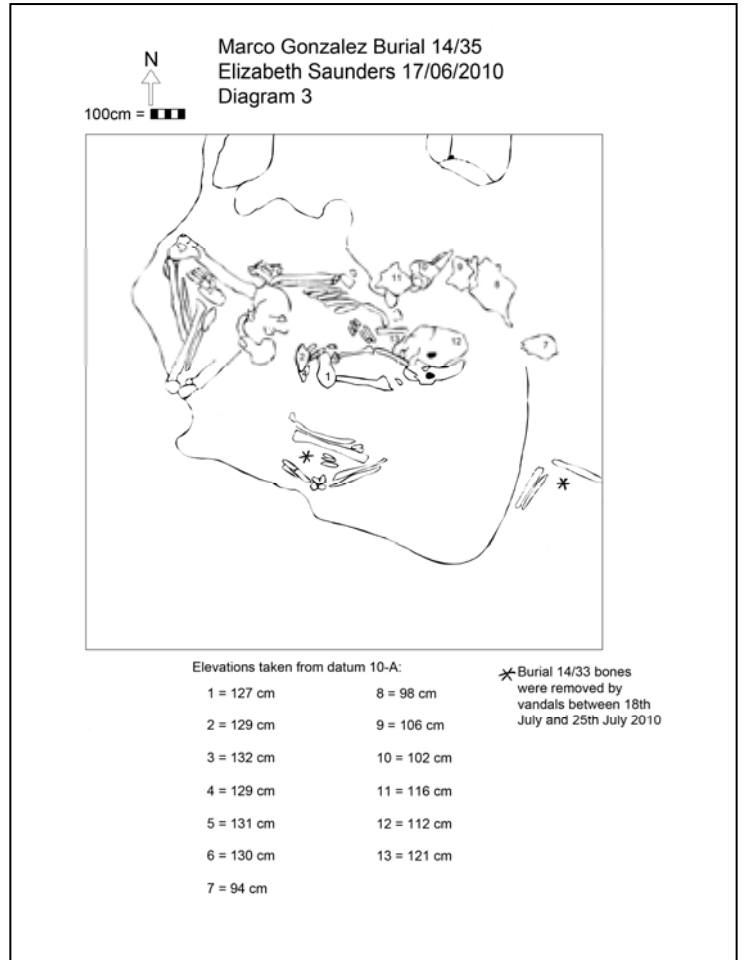 Marco Gonzalez Burial 14/35
Elizabeth Saunders 17/06/2010
Diagram 3
N
100cm =
11
9
8
7
13
12
1
Elevations taken from datum 10-A:
1 = 127 cm
2 = 129 cm
3 = 132 cm
4 = 129 cm
5 = 131 cm
6 = 130 cm
7 = 94 cm
8 = 98 cm
9 = 106 cm
10 = 102 cm
11 = 116 cm
12 = 112 cm
13 = 121 cm
Burial 14/33 bones
were removed by
vandals between 18th
July and 25th July 2010